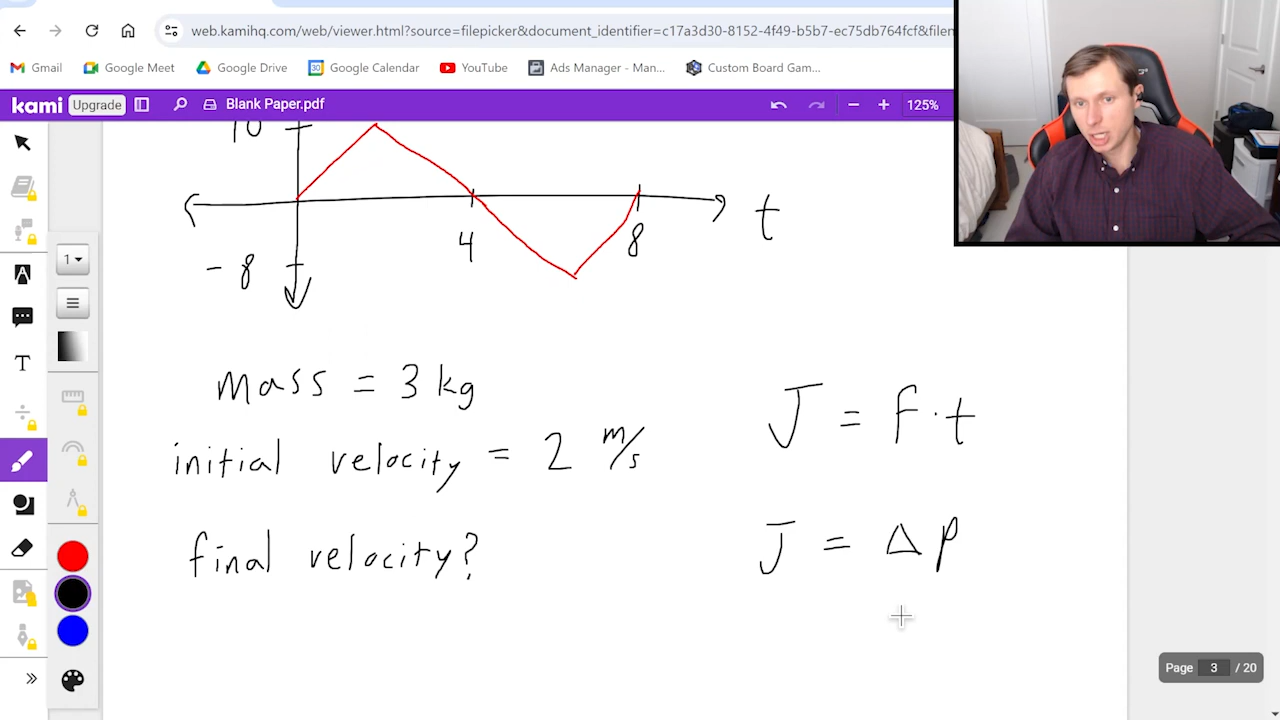 web.kamihq.com/web/viewer.html?source=filepicker&document_identifier=c17a3d30-8152-4f49-b5b7-ec75db764fcf&filen
Gmail Google Meet Google Drive Google Calendar YouTube Ads Manager - Man... Custom Board Gam...
kami Upgrade Blank Paper.pdf 125%
10
t
4
8
-8
mass = 3 kg
initial velocity = 2 m/s
final velocity?
J = F·t
J = Δp
1
Page 3 / 20